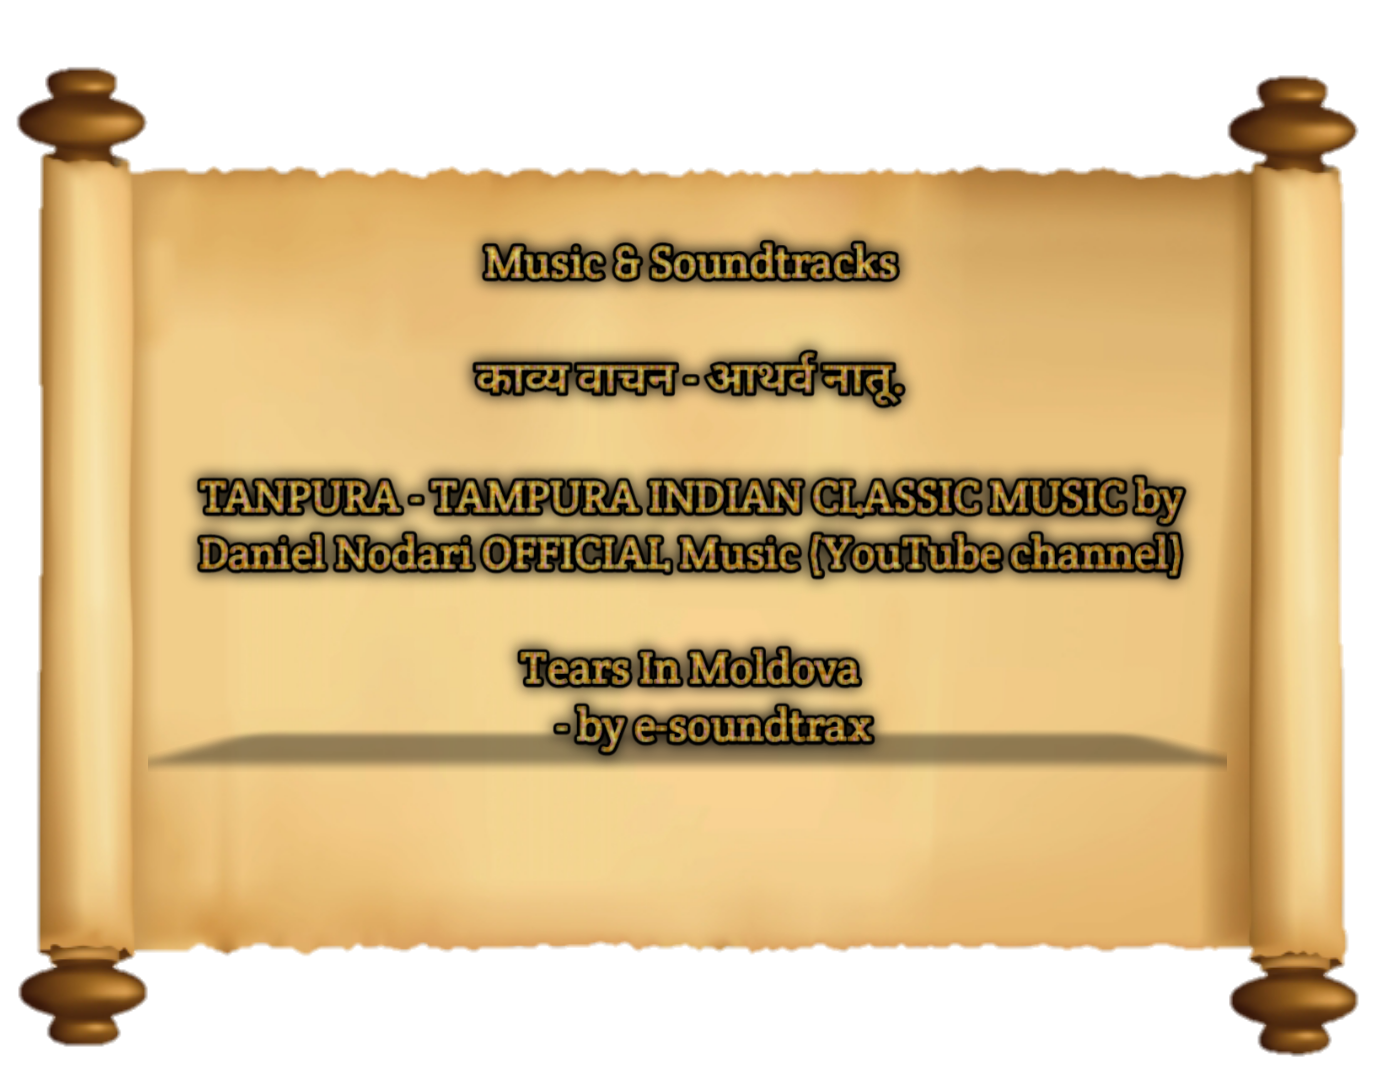 Music & Soundtracks
काव्य वाचन - आथर्व नातू.
TANPURA - TAMPURA INDIAN CLASSIC MUSIC by
Daniel Nodari OFFICIAL Music (YouTube channel)
Tears In Moldova
- by e-soundtrax